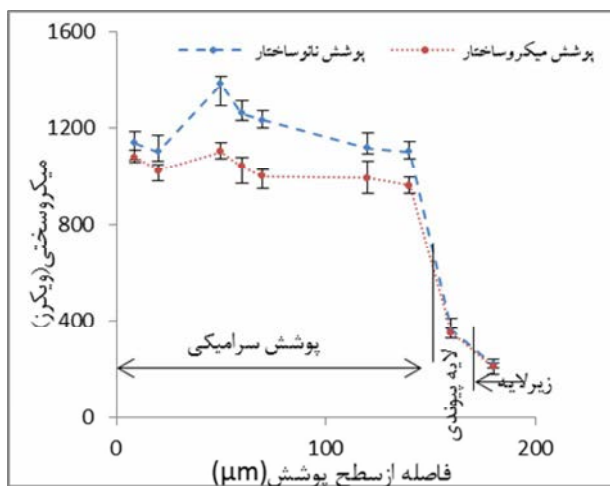 1600
پوشش نانوساختار
پوشش میکروساختار
1200
800
400
0
میکروسختی(ویکرز)
پوشش سرامیکی
لایه پیوندی
زیرلایه
0
100
200
فاصله ازسطح پوشش(µm)